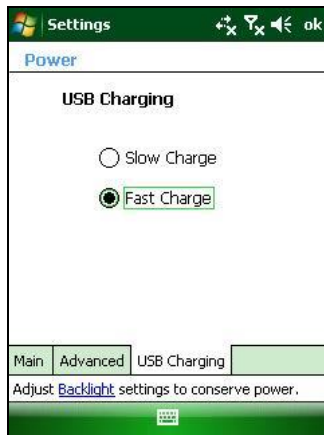 Settings ok
Power
USB Charging
Slow Charge
Fast Charge
Main Advanced USB Charging
Adjust Backlight settings to conserve power.